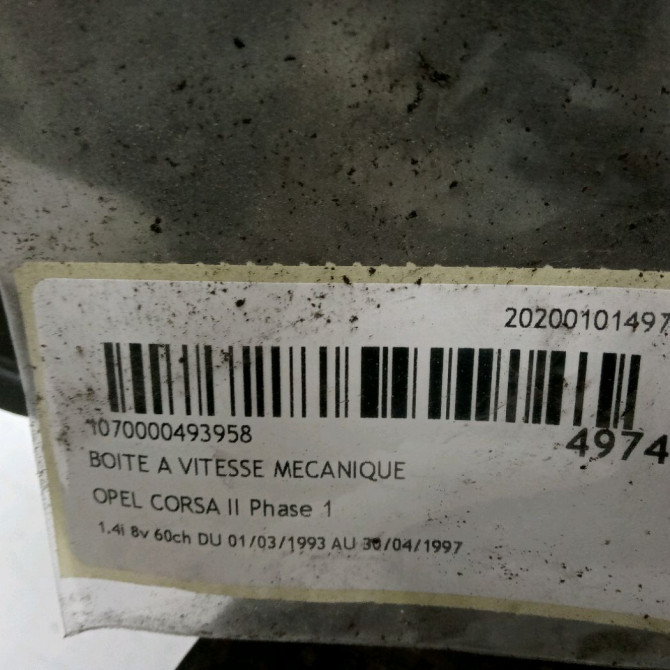 20200101497
1070000493958
4974
BOITE A VITESSE MECANIQUE
OPEL CORSA II Phase 1
1.4i 8v 60ch DU 01/03/1993 AU 30/04/1997